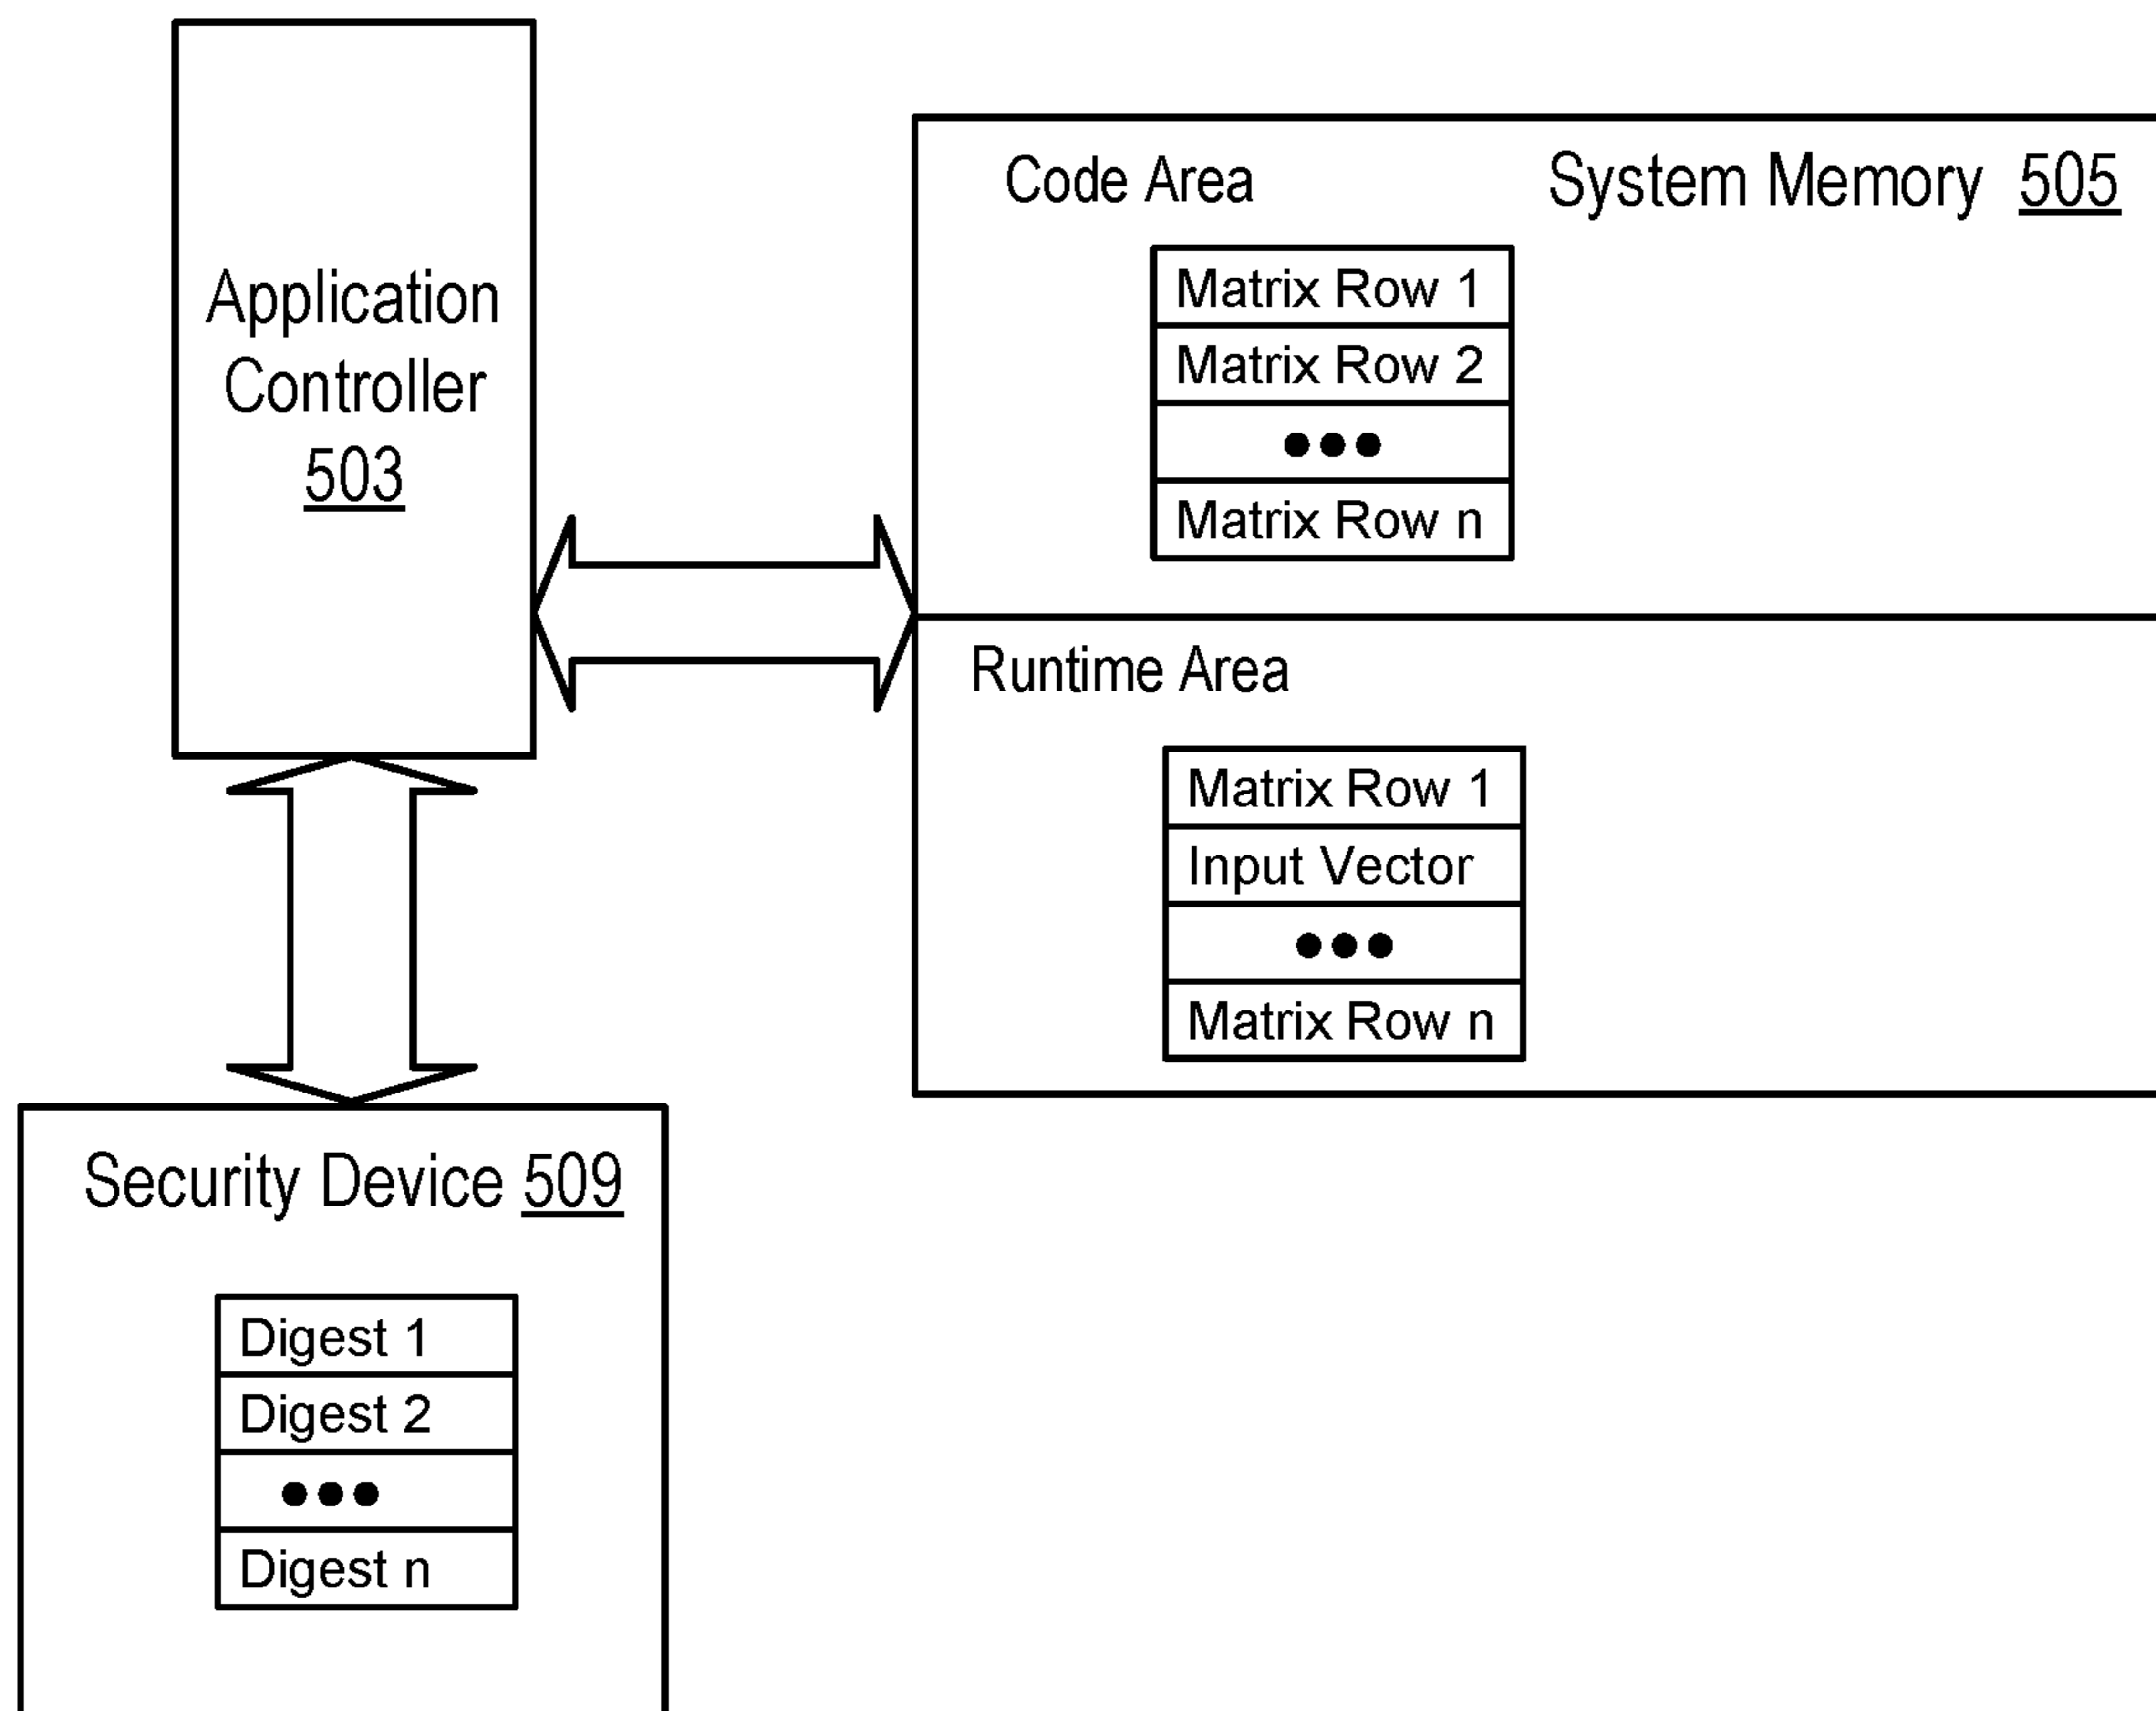 Application
Controller
503
Code Area
System Memory 505
Matrix Row 1
Matrix Row 2
●●●
Matrix Row n
Runtime Area
Matrix Row 1
Input Vector
●●●
Matrix Row n
Security Device 509
Digest 1
Digest 2
●●●
Digest n